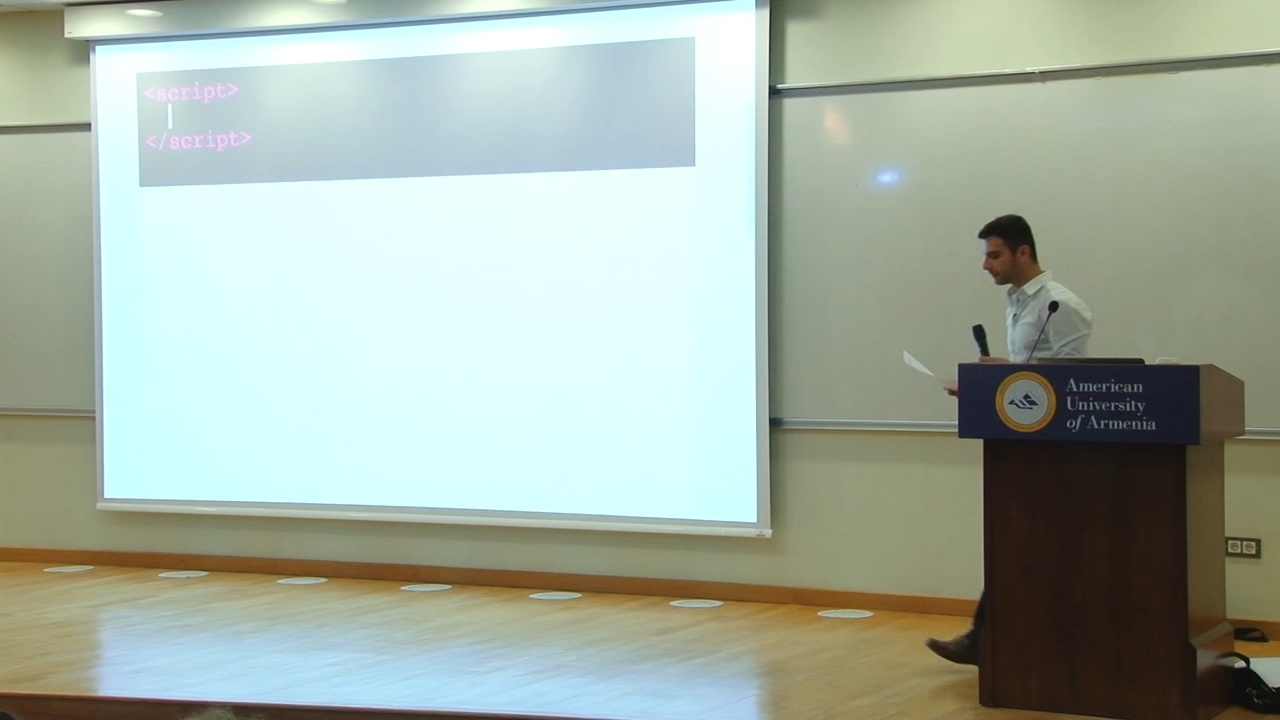 <script>
</script>
American
University
of Armenia